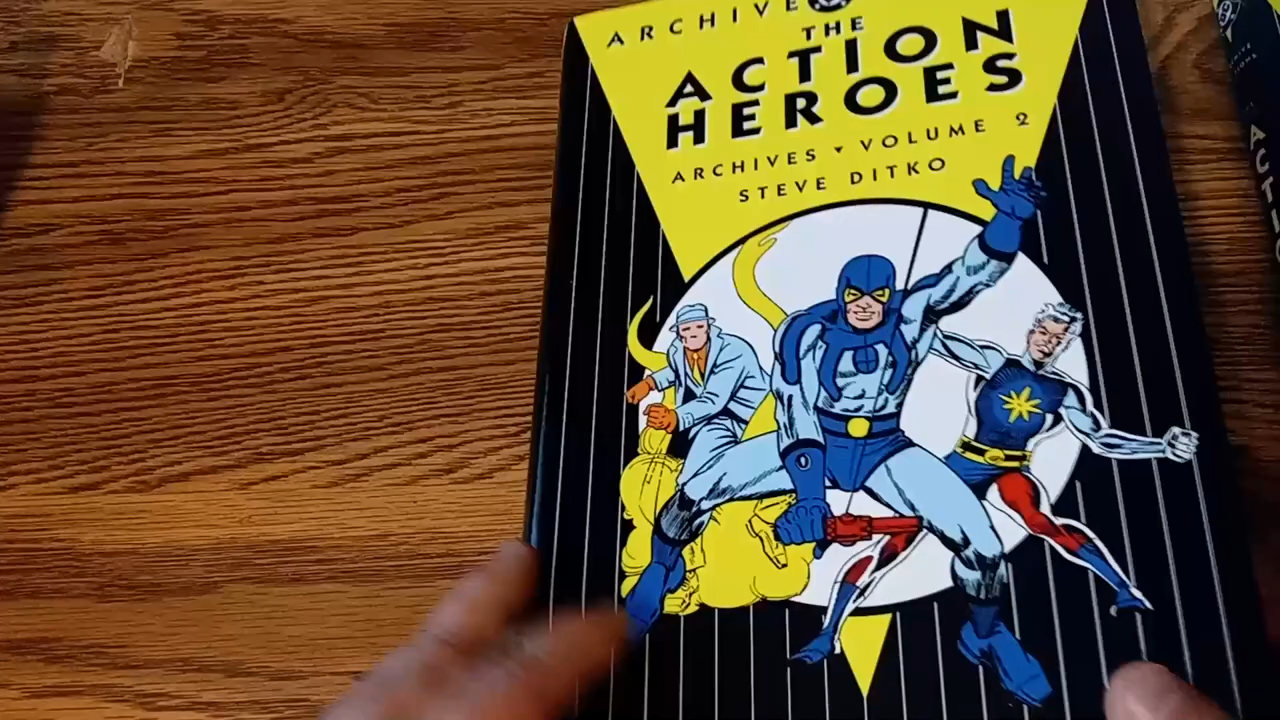 ARCHIVE
THE
ACTION
HEROES
ARCHIVES ▾ VOLUME 2
STEVE DITKO